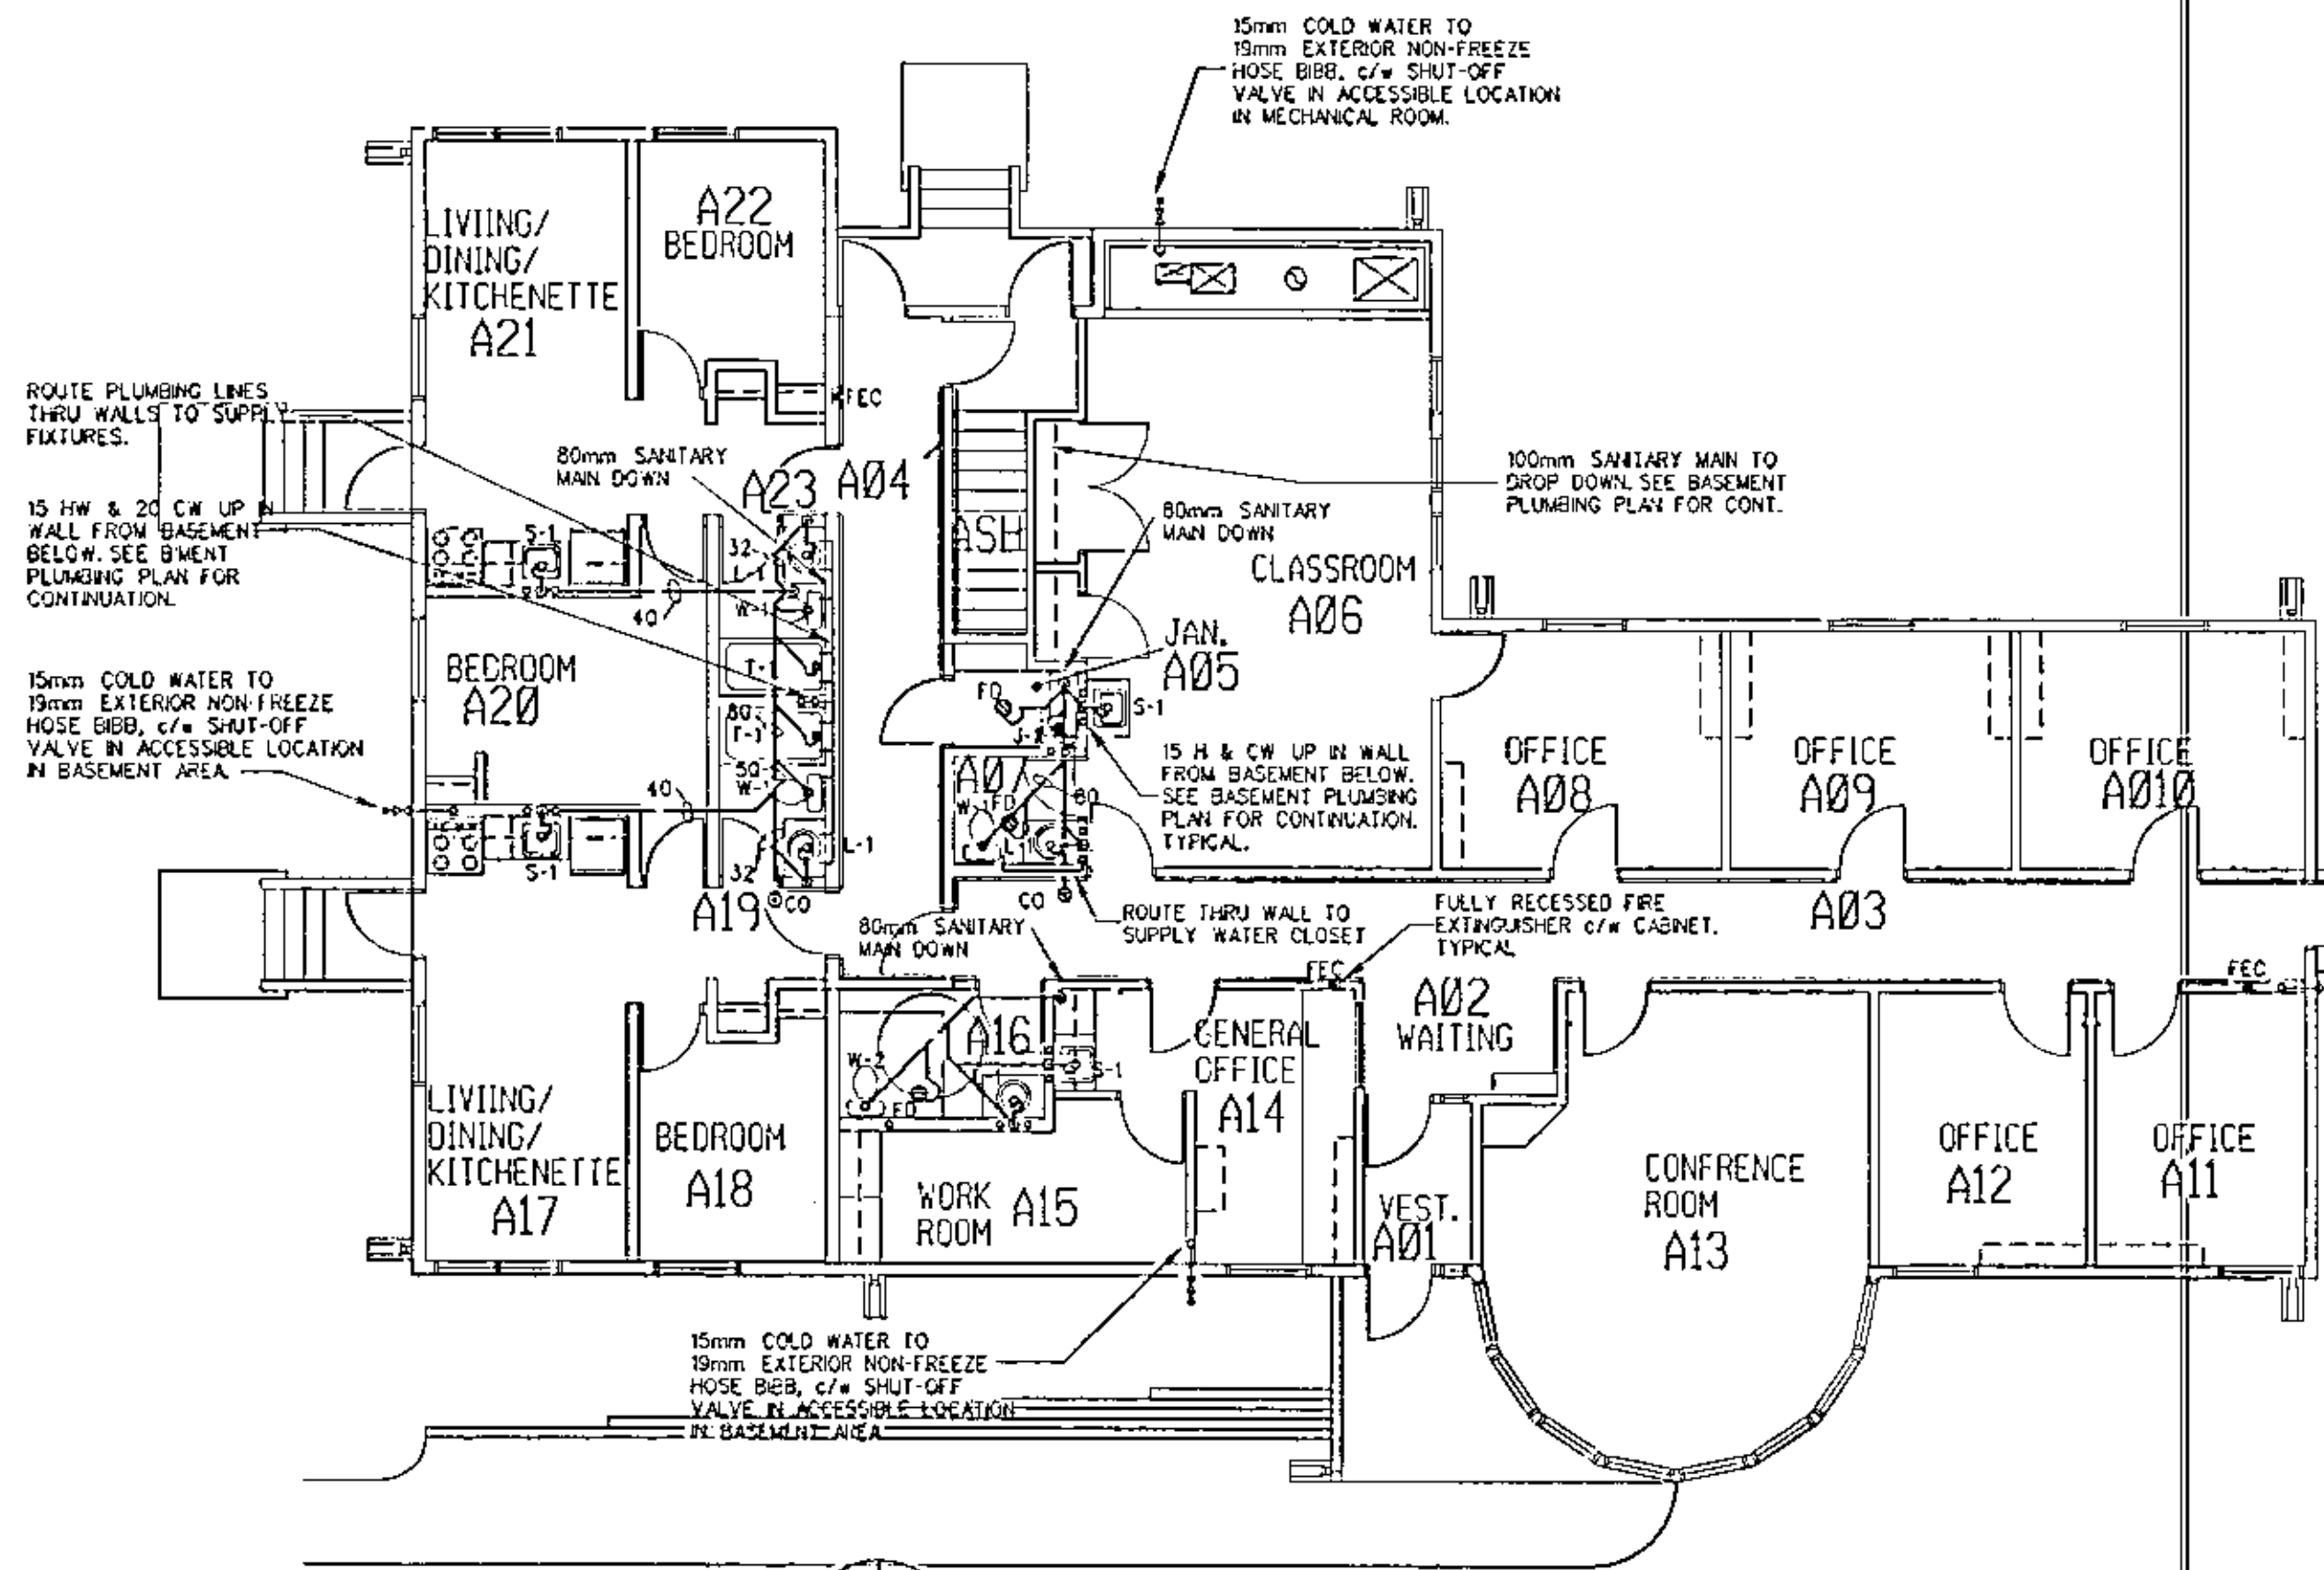 15mm COLD WATER TO
19mm EXTERIOR NON-FREEZE
HOSE BIBB, c/w SHUT-OFF
VALVE IN ACCESSIBLE LOCATION
IN MECHANICAL ROOM.
LIVIING/
DINING/
KITCHENETTE
A21
A22
BEDROOM
FEC
ROUTE PLUMBING LINES
THRU WALLS TO SUPPLY
FIXTURES.
80mm SANITARY
MAIN DOWN
A23
A04
100mm SANITARY MAIN TO
DROP DOWN. SEE BASEMENT
PLUMBING PLAN FOR CONT.
15 HW & 20 CW UP IN
WALL FROM BASEMENT
BELOW. SEE B'MENT
PLUMBING PLAN FOR
CONTINUATION.
S-1
32
L-1
W-1
40
ASH
80mm SANITARY
MAIN DOWN
CLASSROOM
A06
JAN.
A05
15mm COLD WATER TO
19mm EXTERIOR NON-FREEZE
HOSE BIBB, c/w SHUT-OFF
VALVE IN ACCESSIBLE LOCATION
IN BASEMENT AREA.
BEDROOM
A20
T-1
80
T-1
50
W-1
40
FD
S-1
15 H & CW UP IN WALL
FROM BASEMENT BELOW.
SEE BASEMENT PLUMBING
PLAN FOR CONTINUATION.
TYPICAL.
A07
W-1
FD
80
L-1
OFFICE
A08
OFFICE
A09
OFFICE
A010
S-1
32
L-1
A19
CO
CO
80mm SANITARY
MAIN DOWN
ROUTE THRU WALL TO
SUPPLY WATER CLOSET
FULLY RECESSED FIRE
EXTINGUISHER c/w CABINET.
TYPICAL
A03
FEC
FEC
A02
WAITING
A16
W-2
FD
S-1
GENERAL
OFFICE
A14
LIVIING/
DINING/
KITCHENETTE
A17
BEDROOM
A18
WORK
ROOM
A15
VEST.
A01
CONFRENCE
ROOM
A13
OFFICE
A12
OFFICE
A11
15mm COLD WATER TO
19mm EXTERIOR NON-FREEZE
HOSE BIBB, c/w SHUT-OFF
VALVE IN ACCESSIBLE LOCATION
IN BASEMENT AREA